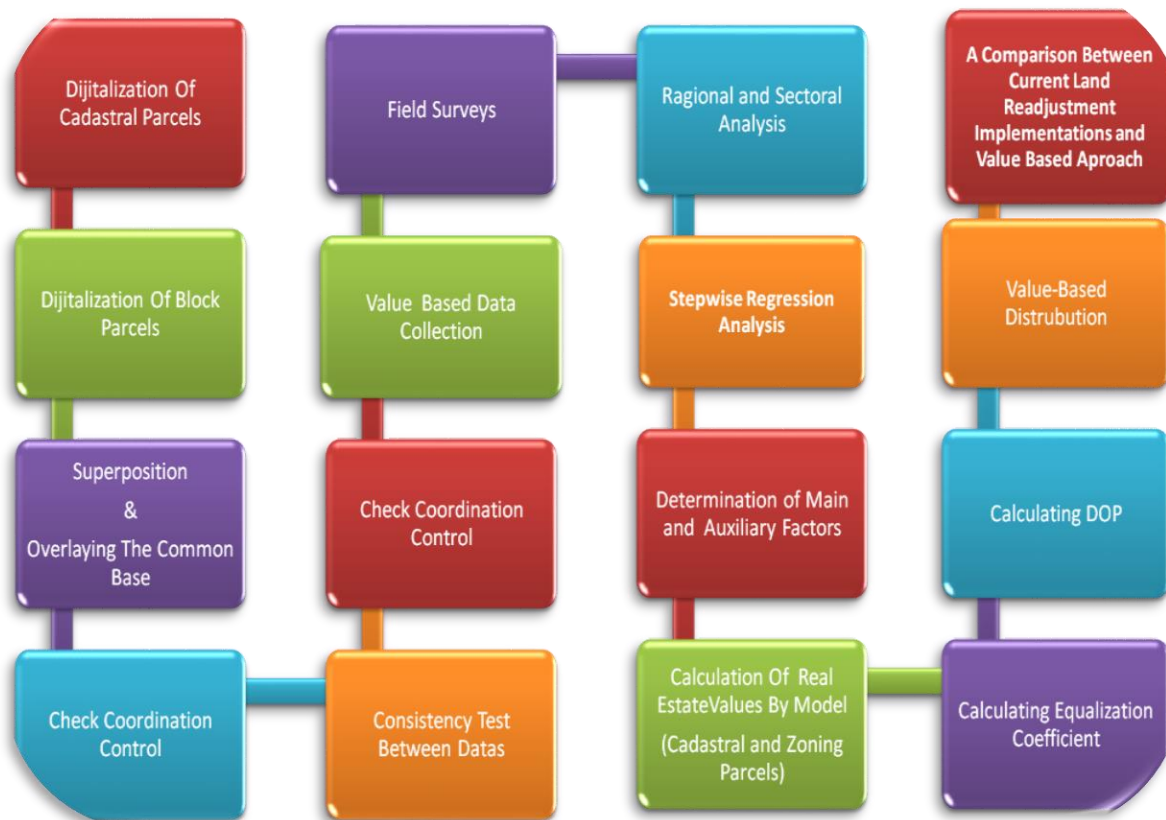 Dijitalization Of
Cadastral Parcels
Dijitalization Of Block
Parcels
Superposition
&
Overlaying The Common
Base
Check Coordination
Control
Consistency Test
Between Datas
Check Coordination
Control
Value Based Data
Collection
Field Surveys
Ragional and Sectoral
Analysis
Stepwise Regression
Analysis
Determination of Main
and Auxiliary Factors
Calculation Of Real
EstateValues By Model
(Cadastral and Zoning
Parcels)
Calculating Equalization
Coefficient
Calculating DOP
Value-Based
Distrubution
A Comparison Between
Current Land
Readjustment
Implementations and
Value Based Aproach